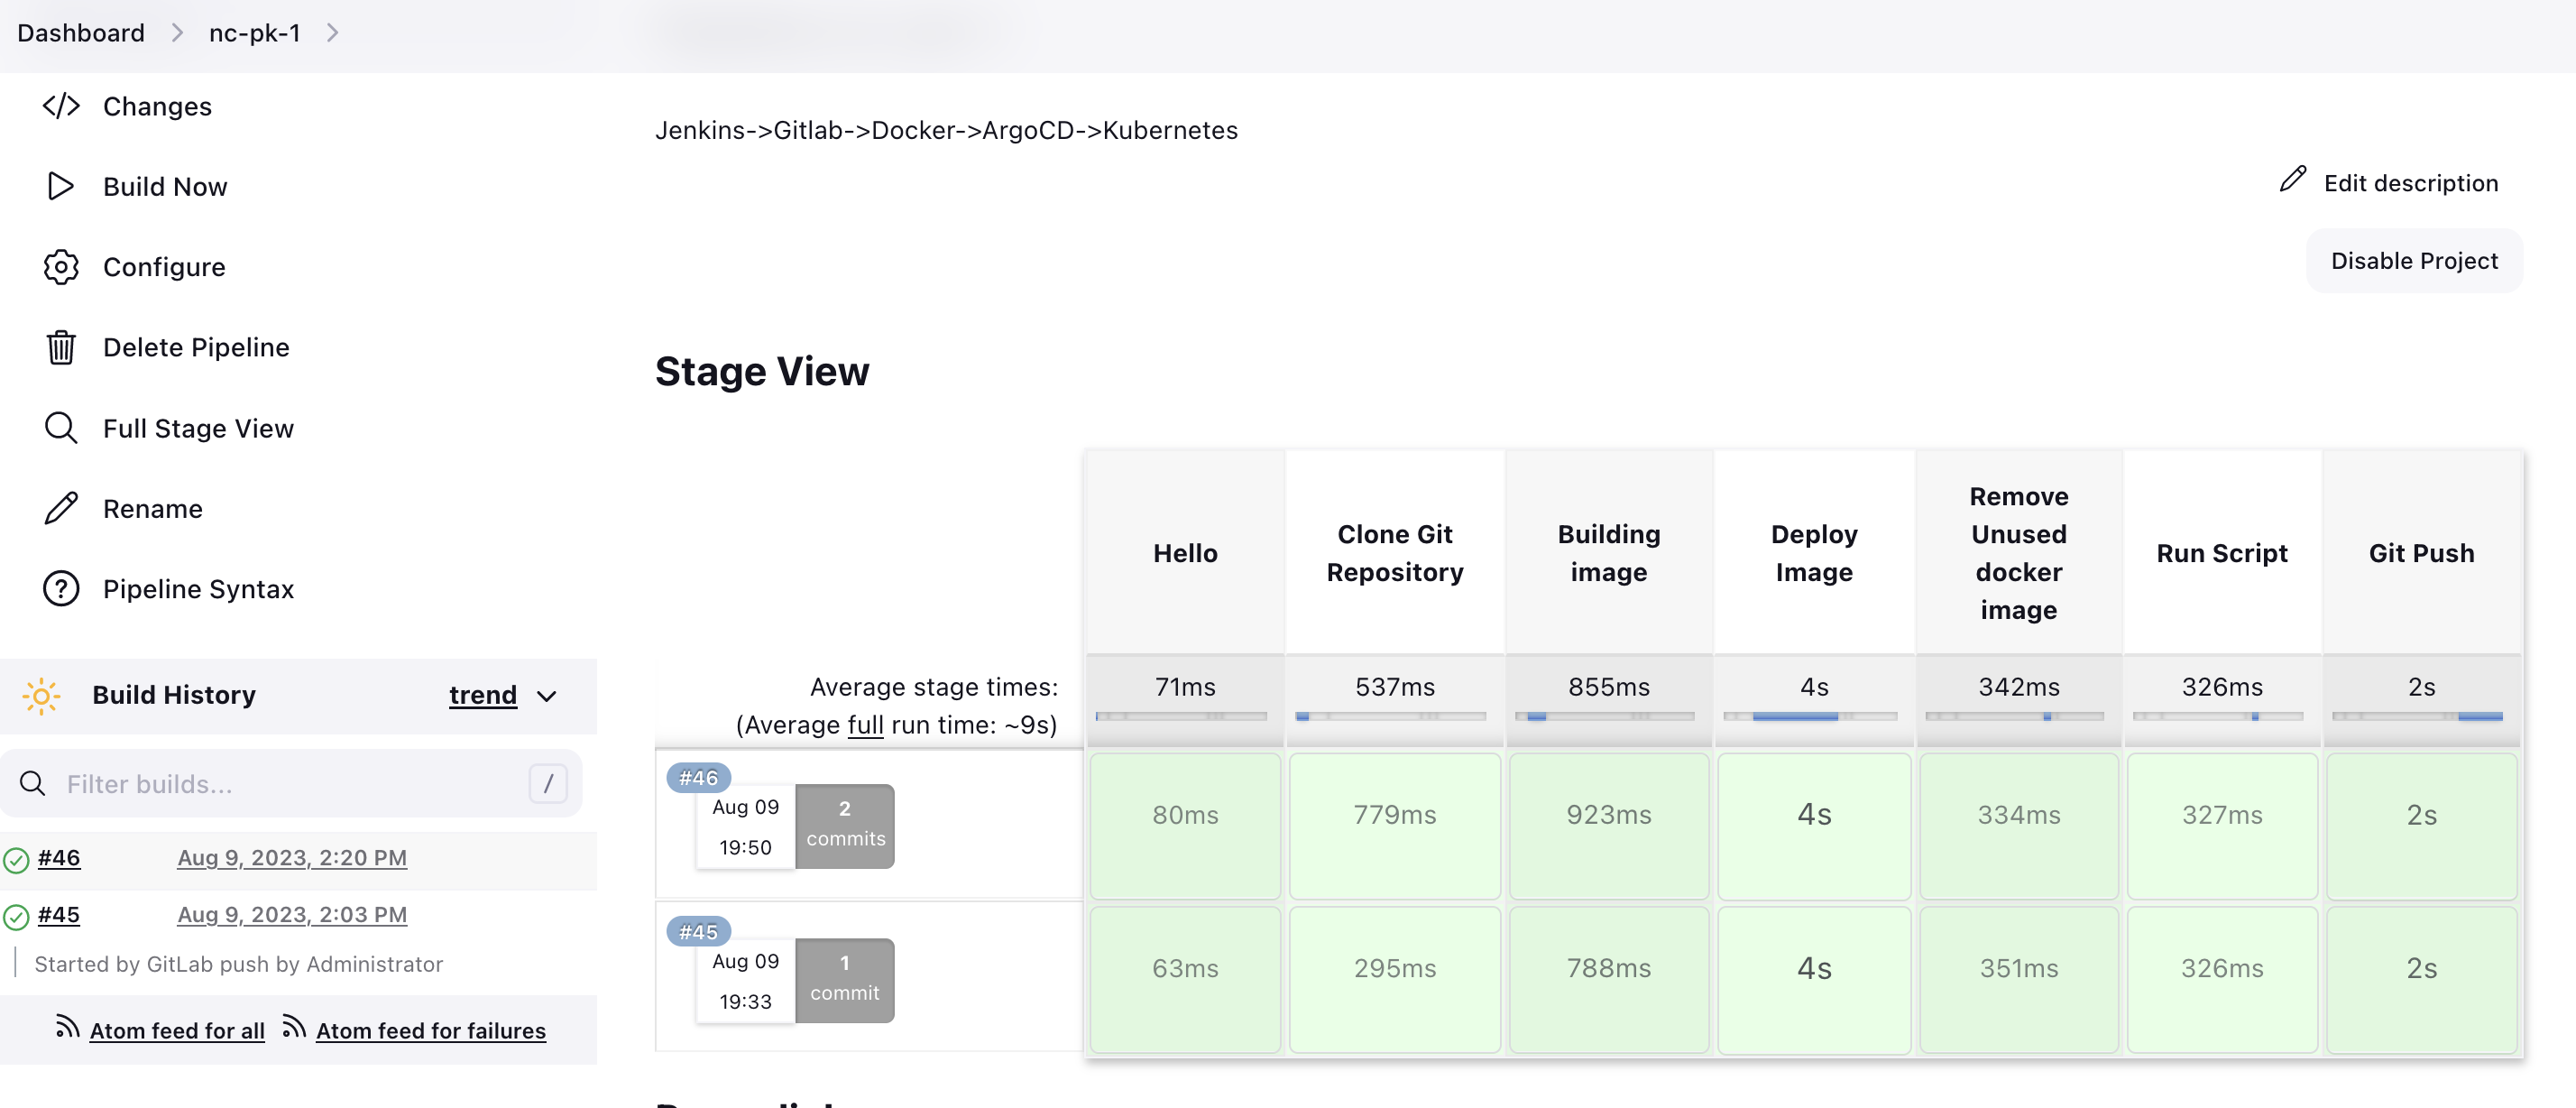 Dashboard
nc-pk-1
Changes
Build Now
Configure
Delete Pipeline
Full Stage View
Rename
Pipeline Syntax
Build History
trend
Filter builds...
/
#46
Aug 9, 2023, 2:20 PM
#45
Aug 9, 2023, 2:03 PM
Started by GitLab push by Administrator
Atom feed for all
Atom feed for failures
Jenkins->Gitlab->Docker->ArgoCD->Kubernetes
Edit description
Disable Project
Stage View
Hello
Clone Git
Repository
Building
image
Deploy
Image
Remove
Unused
docker
image
Run Script
Git Push
Average stage times:
(Average full run time: ~9s)
71ms
537ms
855ms
4s
342ms
326ms
2s
#46
Aug 09
19:50
2
commits
80ms
779ms
923ms
4s
334ms
327ms
2s
#45
Aug 09
19:33
1
commit
63ms
295ms
788ms
4s
351ms
326ms
2s